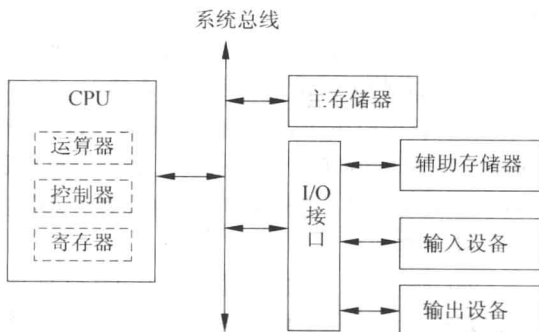 系统总线
CPU
运算器
控制器
寄存器
主存储器
I/O
接
口
辅助存储器
输入设备
输出设备